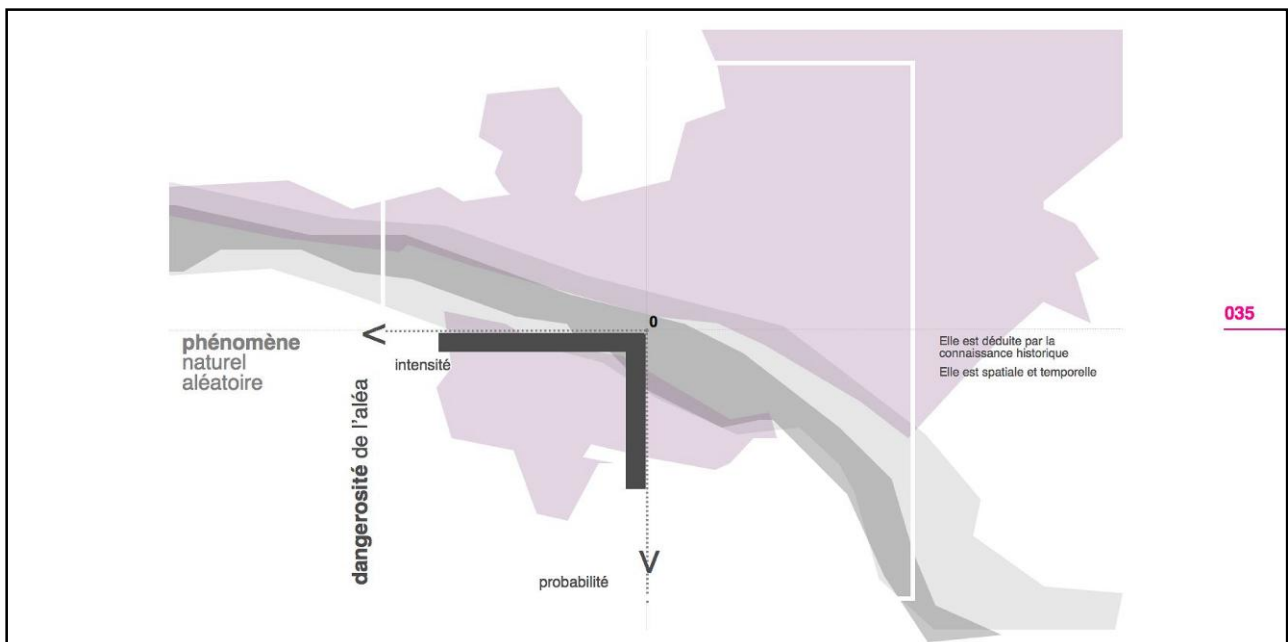 0
035
phénomène
naturel
aléatoire
intensité
Elle est déduite par la
connaissance historique
Elle est spatiale et temporelle
dangerosité de l'aléa
probabilité